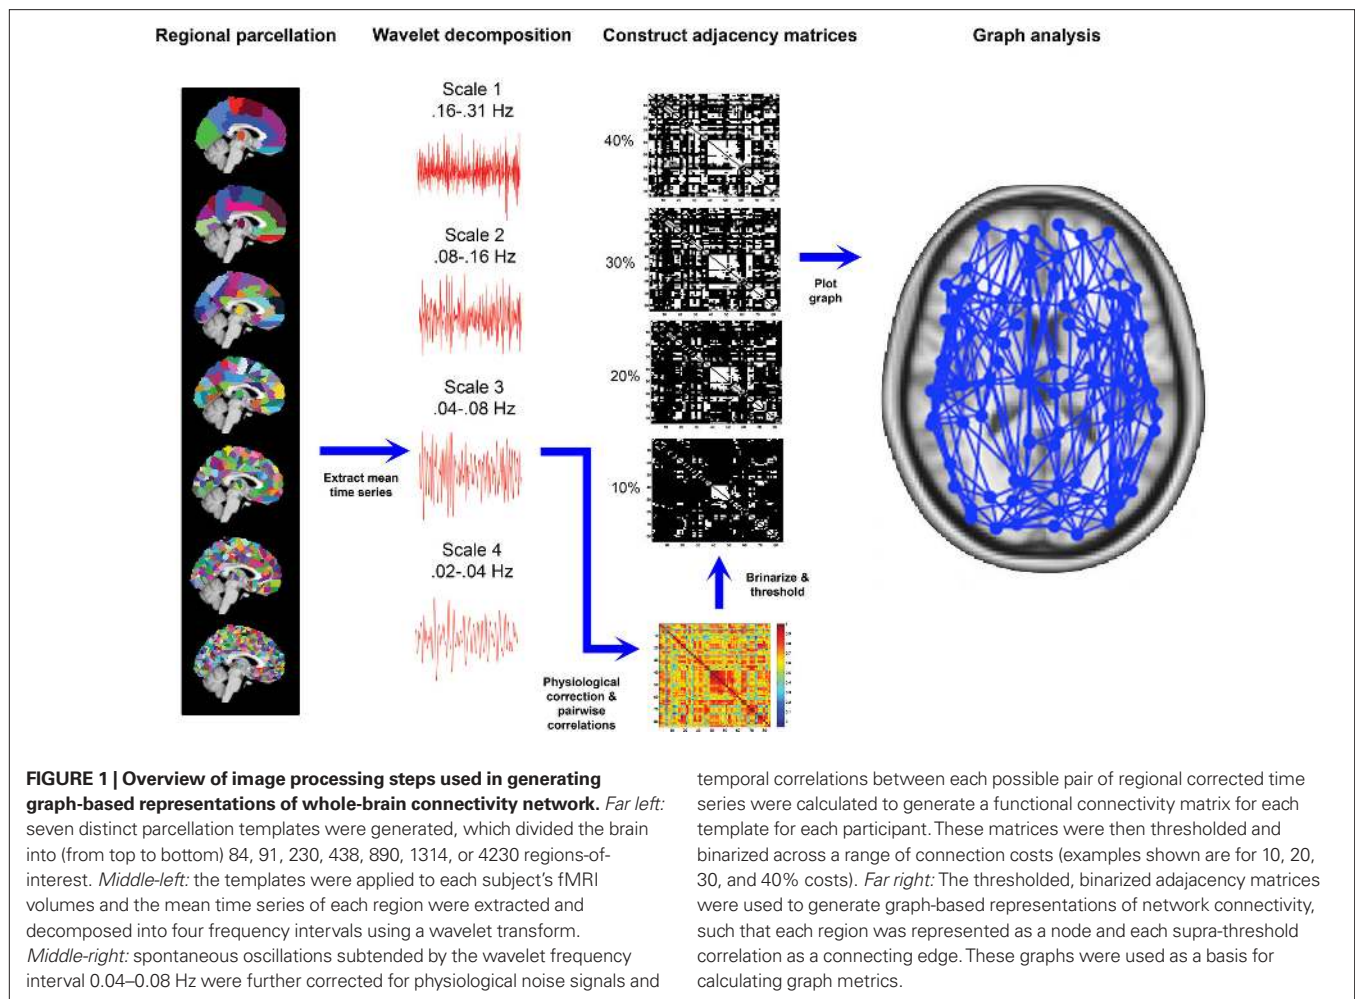 Regional parcellation
Wavelet decomposition
Construct adjacency matrices
Graph analysis
Scale 1
.16-.31 Hz
Scale 2
.08-.16 Hz
Scale 3
.04-.08 Hz
Scale 4
.02-.04 Hz
Extract mean
time series
40%
30%
20%
10%
Plot
graph
Brinarize &
threshold
Physiological
correction &
pairwise
correlations
FIGURE 1 | Overview of image processing steps used in generating
graph-based representations of whole-brain connectivity network. Far left:
seven distinct parcellation templates were generated, which divided the brain
into (from top to bottom) 84, 91, 230, 438, 890, 1314, or 4230 regions-of-
interest. Middle-left: the templates were applied to each subject's fMRI
volumes and the mean time series of each region were extracted and
decomposed into four frequency intervals using a wavelet transform.
Middle-right: spontaneous oscillations subtended by the wavelet frequency
interval 0.04–0.08 Hz were further corrected for physiological noise signals and
temporal correlations between each possible pair of regional corrected time
series were calculated to generate a functional connectivity matrix for each
template for each participant. These matrices were then thresholded and
binarized across a range of connection costs (examples shown are for 10, 20,
30, and 40% costs). Far right: The thresholded, binarized adajacency matrices
were used to generate graph-based representations of network connectivity,
such that each region was represented as a node and each supra-threshold
correlation as a connecting edge. These graphs were used as a basis for
calculating graph metrics.